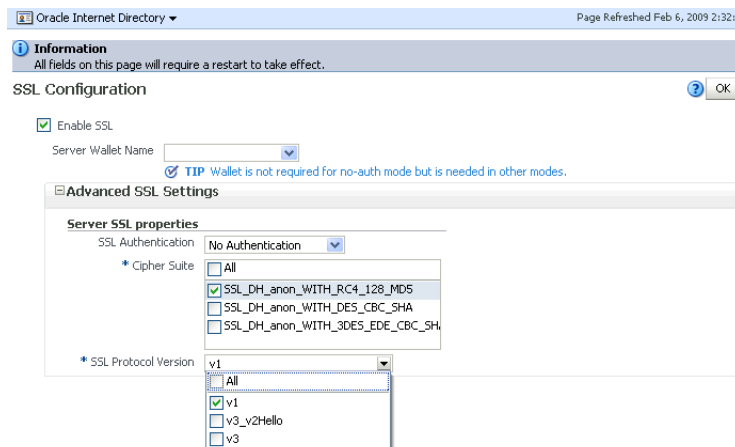 Oracle Internet Directory
Page Refreshed Feb 6, 2009 2:32:
Information
All fields on this page will require a restart to take effect.
SSL Configuration
OK
Enable SSL
Server Wallet Name
TIP Wallet is not required for no-auth mode but is needed in other modes.
Advanced SSL Settings
Server SSL properties
SSL Authentication No Authentication
* Cipher Suite All
SSL_DH_anon_WITH_RC4_128_MD5
SSL_DH_anon_WITH_DES_CBC_SHA
SSL_DH_anon_WITH_3DES_EDE_CBC_SH
* SSL Protocol Version v1
All
v1
v3_v2Hello
v3